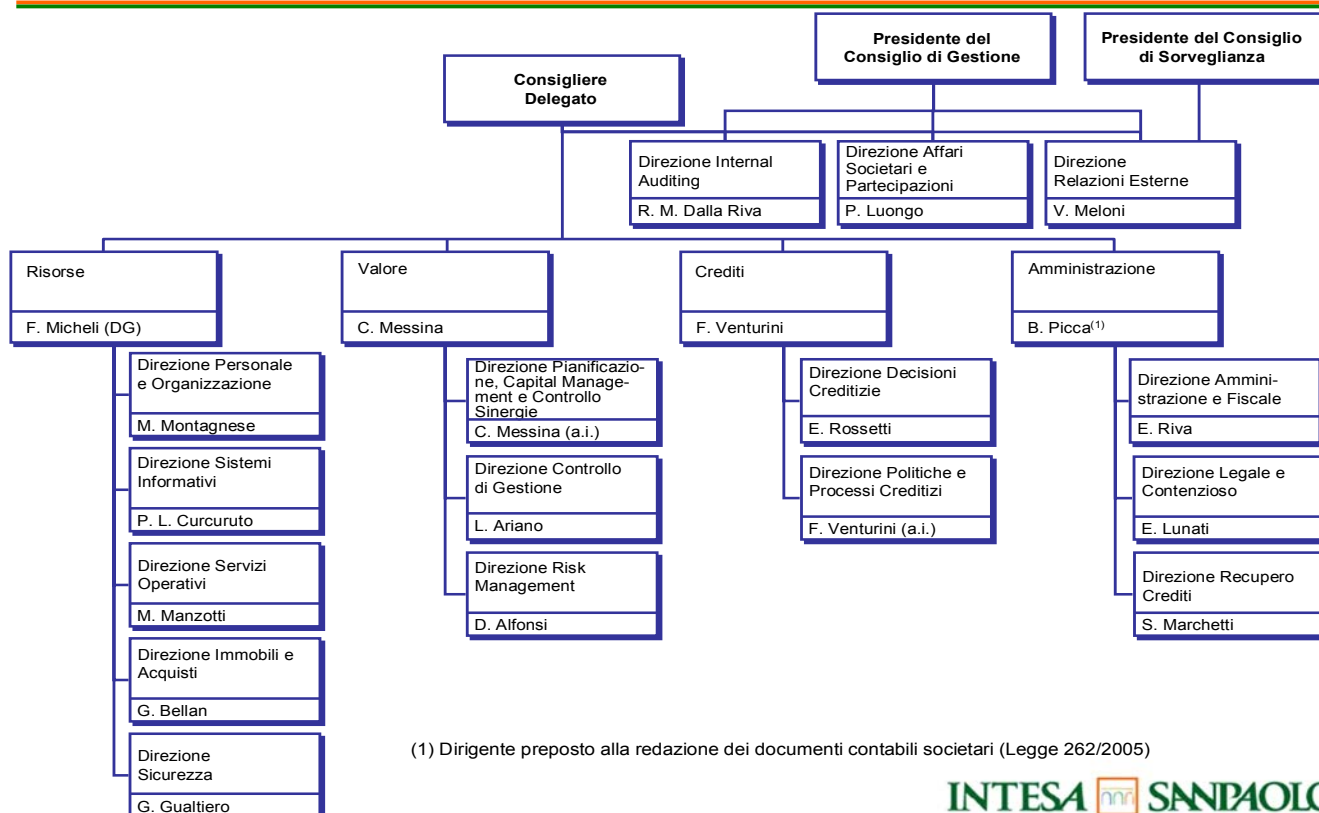 Presidente del
Consiglio di Gestione
Presidente del Consiglio
di Sorveglianza
Consigliere
Delegato
Direzione Internal
Auditing
R. M. Dalla Riva
Direzione Affari
Societari e
Partecipazioni
P. Luongo
Direzione
Relazioni Esterne
V. Meloni
Risorse
F. Micheli (DG)
Valore
C. Messina
Crediti
F. Venturini
Amministrazione
B. Picca(1)
Direzione Personale
e Organizzazione
M. Montagnese
Direzione Sistemi
Informativi
P. L. Curcuruto
Direzione Servizi
Operativi
M. Manzotti
Direzione Immobili e
Acquisti
G. Bellan
Direzione
Sicurezza
G. Gualtiero
Direzione Pianificazio-
ne, Capital Manage-
ment e Controllo
Sinergie
C. Messina (a.i.)
Direzione Controllo
di Gestione
L. Ariano
Direzione Risk
Management
D. Alfonsi
Direzione Decisioni
Creditizie
E. Rossetti
Direzione Politiche e
Processi Creditizi
F. Venturini (a.i.)
Direzione Ammini-
strazione e Fiscale
E. Riva
Direzione Legale e
Contenzioso
E. Lunati
Direzione Recupero
Crediti
S. Marchetti
(1) Dirigente preposto alla redazione dei documenti contabili societari (Legge 262/2005)
INTESA SANPAOLO